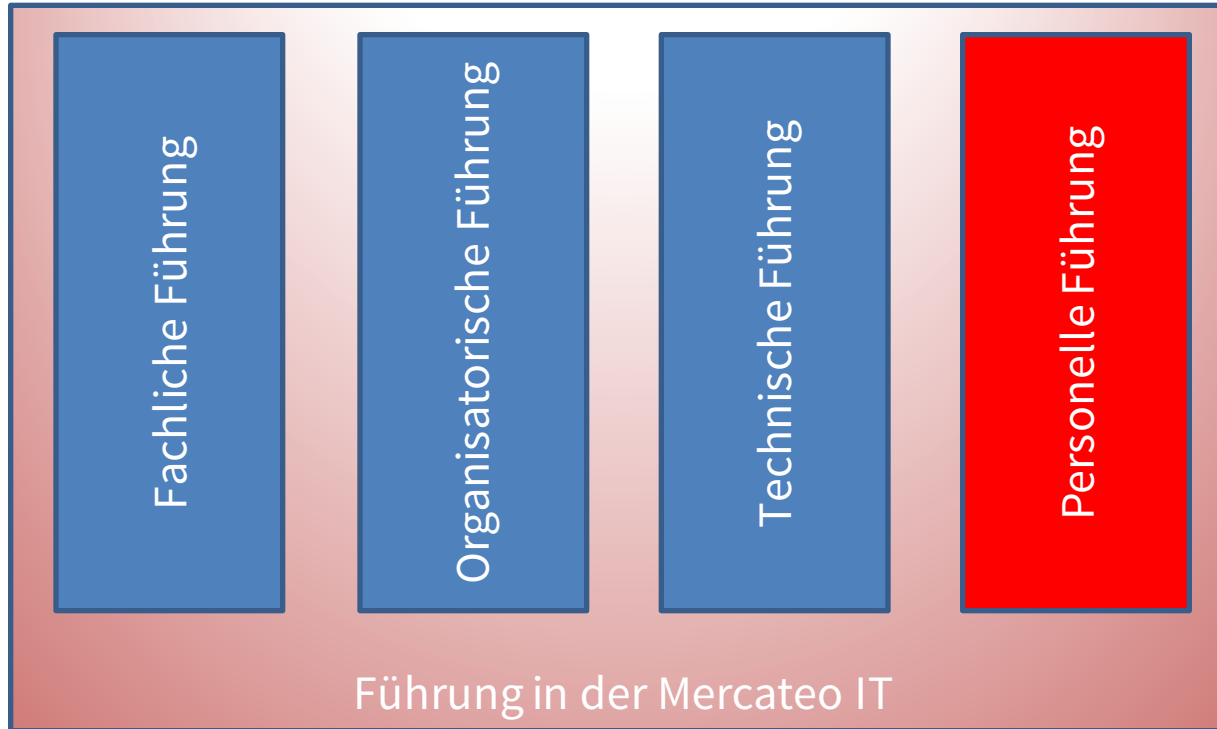 Fachliche Führung
Organisatorische Führung
Technische Führung
Personelle Führung
Führung in der Mercateo IT